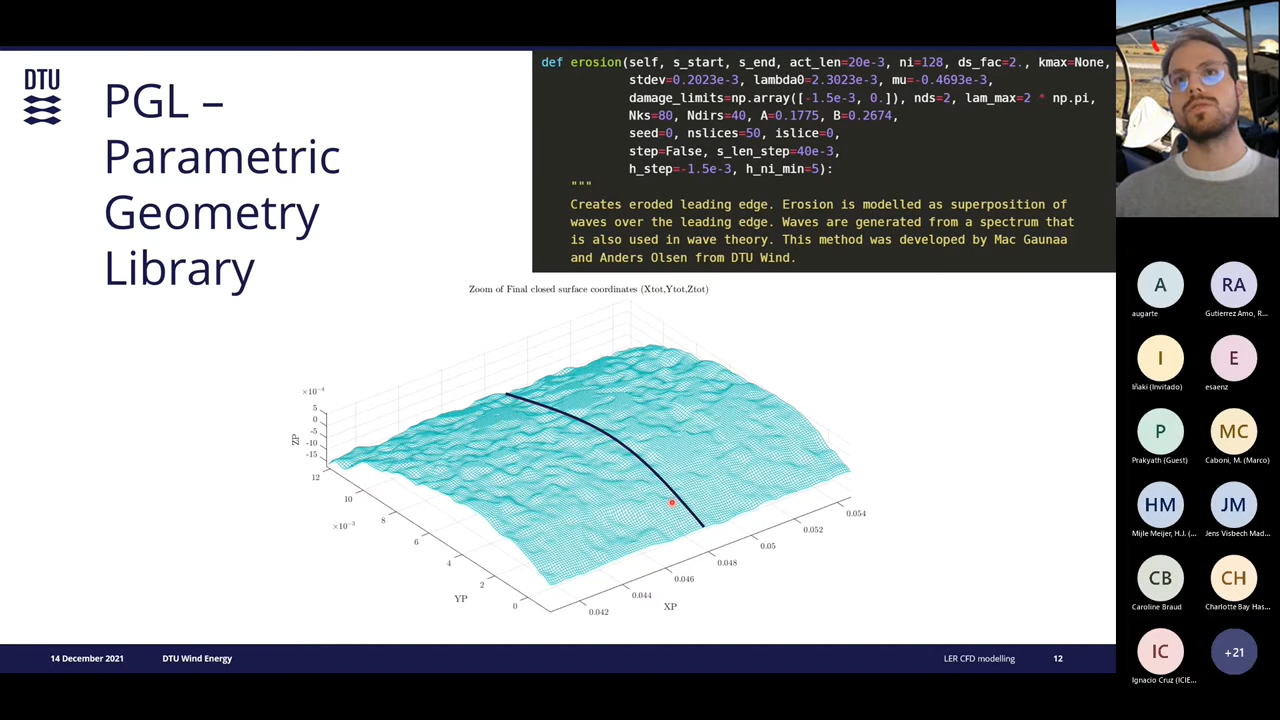 DTU
PGL –
Parametric
Geometry
Library
def erosion(self, s_start, s_end, act_len=20e-3, ni=128, ds_fac=2., kmax=None,
stdev=0.2023e-3, lambda0=2.3023e-3, mu=-0.4693e-3,
damage_limits=np.array([-1.5e-3, 0.]), nds=2, lam_max=2 * np.pi,
Nks=80, Ndirs=40, A=0.1775, B=0.2674,
seed=0, nslices=50, islice=0,
step=False, s_len_step=40e-3,
h_step=-1.5e-3, h_ni_min=5):
"""
Creates eroded leading edge. Erosion is modelled as superposition of
waves over the leading edge. Waves are generated from a spectrum that
is also used in wave theory. This method was developed by Mac Gaunaa
and Anders Olsen from DTU Wind.
Zoom of Final closed surface coordinates (Xtot,Ytot,Ztot)
×10⁻⁴
5
0
-5
-10
-15
ZP
12
10
8
6
4
2
0
×10⁻³
YP
0.042
0.044
0.046
0.048
0.05
0.052
0.054
XP
14 December 2021
DTU Wind Energy
LER CFD modelling
12
A
RA
augarte
Gutierrez Amo, R...
I
E
Iñaki (Invitado)
esaenz
P
MC
Prakyath (Guest)
Caboni, M. (Marco)
HM
JM
Mijle Meijer, H.J. (...
Jens Visbech Mad...
CB
CH
Caroline Braud
Charlotte Bay Has...
IC
+21
Ignacio Cruz (ICIE...